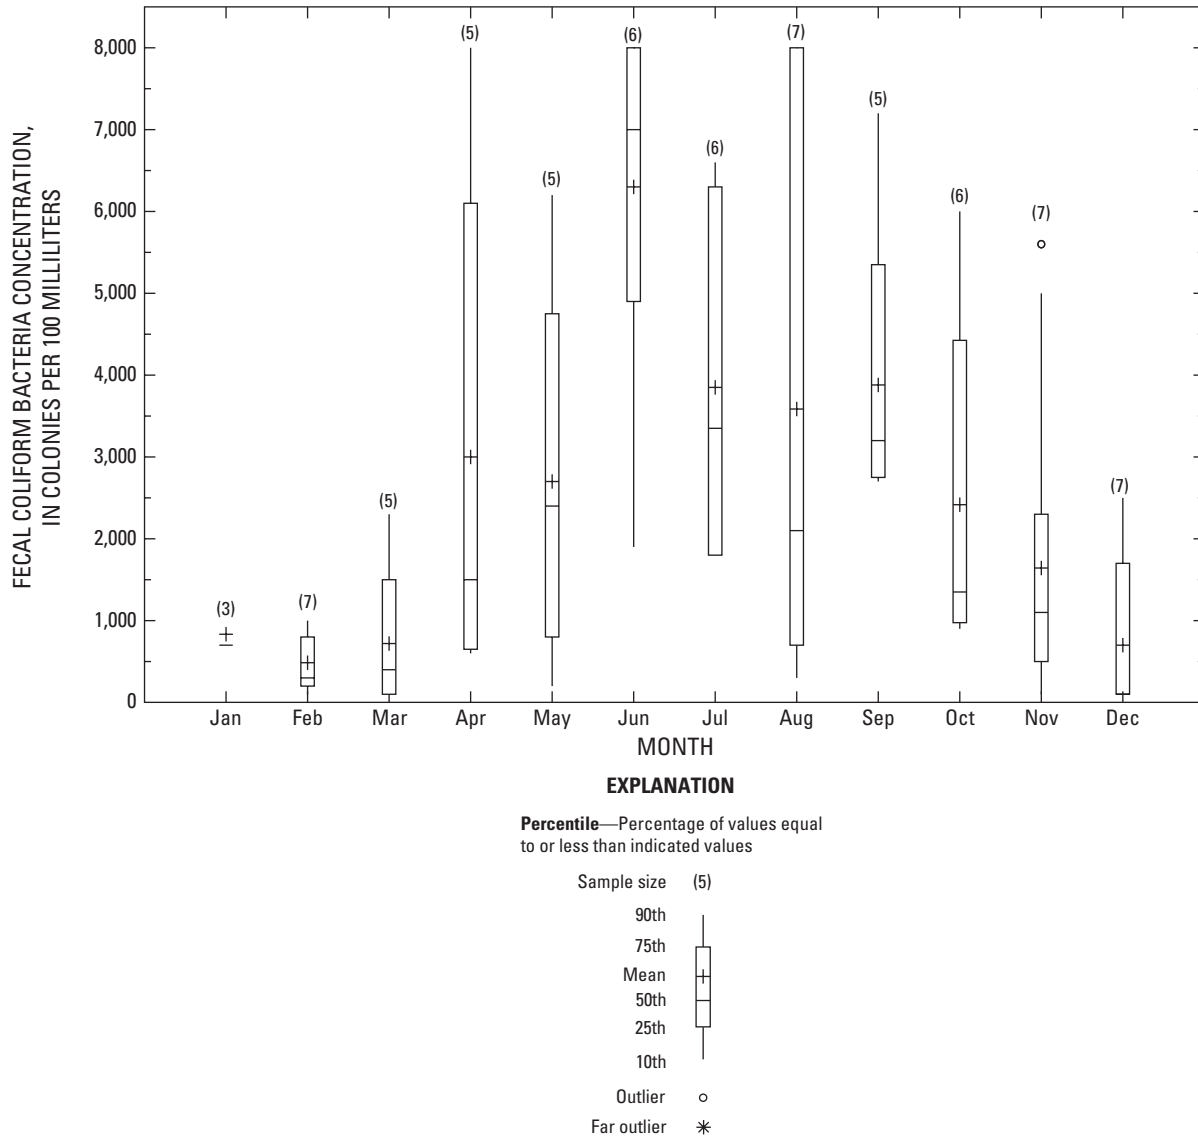 FECAL COLIFORM BACTERIA CONCENTRATION,
IN COLONIES PER 100 MILLILITERS
8,000
7,000
6,000
5,000
4,000
3,000
2,000
1,000
0
(3)
(7)
(5)
(5)
(5)
(6)
(6)
(7)
(5)
(6)
(7)
(7)
Jan Feb Mar Apr May Jun Jul Aug Sep Oct Nov Dec
MONTH
EXPLANATION
Percentile—Percentage of values equal
to or less than indicated values
Sample size (5)
90th
75th
Mean
50th
25th
10th
Outlier
Far outlier